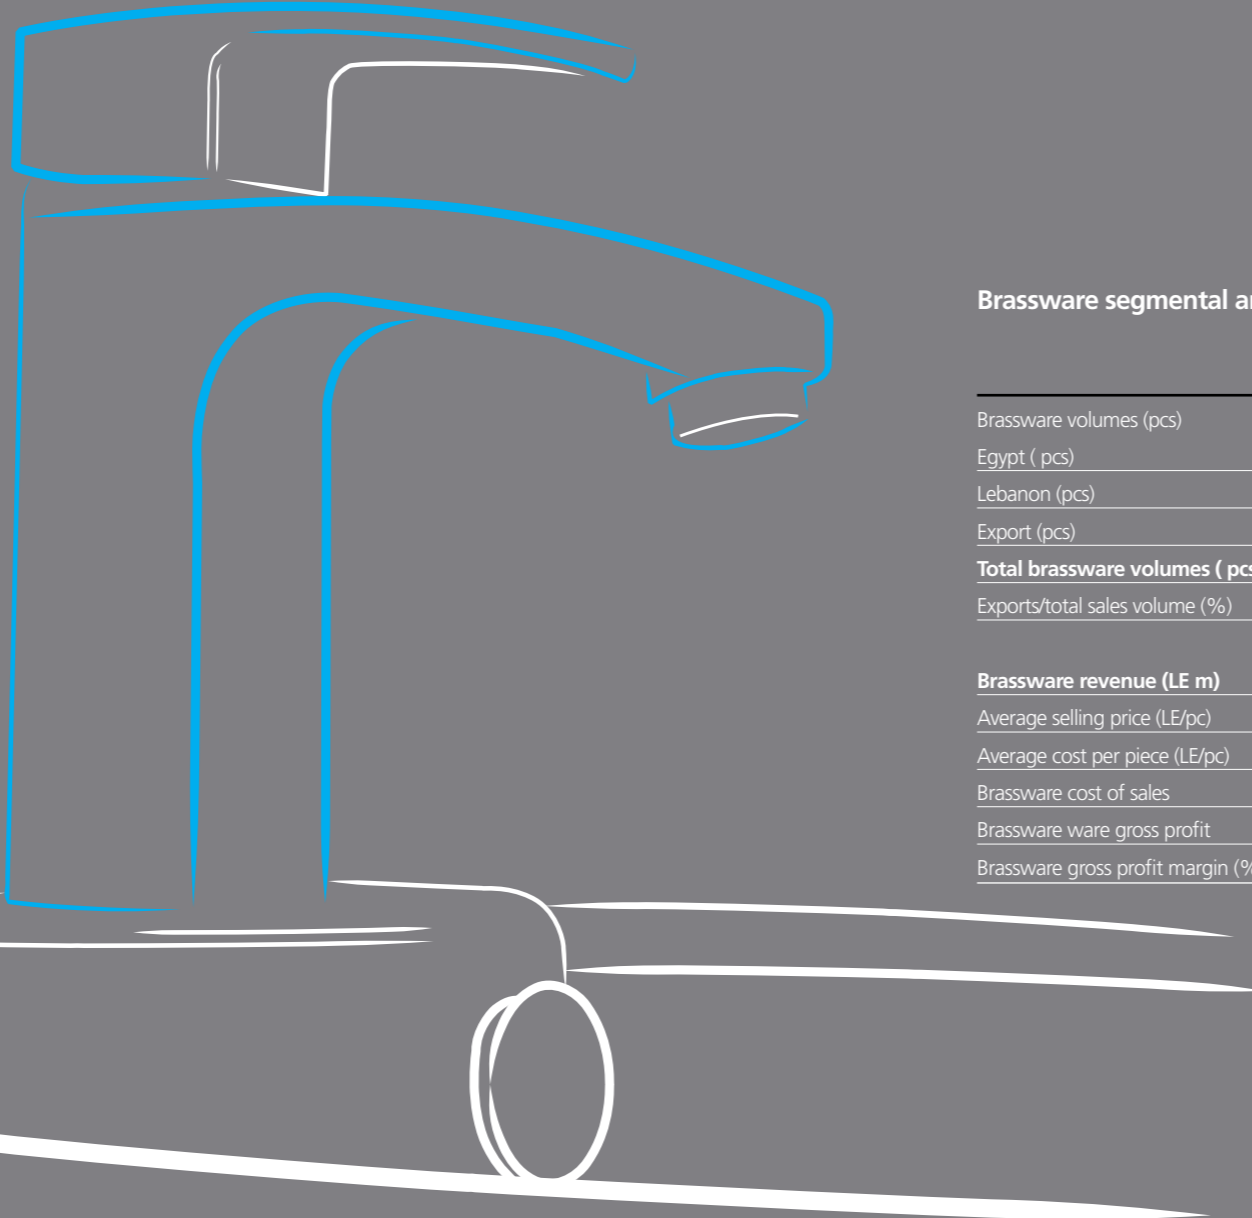 Brassware segmental
Brassware volumes (pcs)
Egypt ( pcs)
Lebanon (pcs)
Export (pcs)
Total brassware volumes ( pcs
Exports/total sales volume (%)
Brassware revenue (LE m)
Average selling price (LE/pc)
Average cost per piece (LE/pc)
Brassware cost of sales
Brassware ware gross profit
Brassware gross profit margin (%